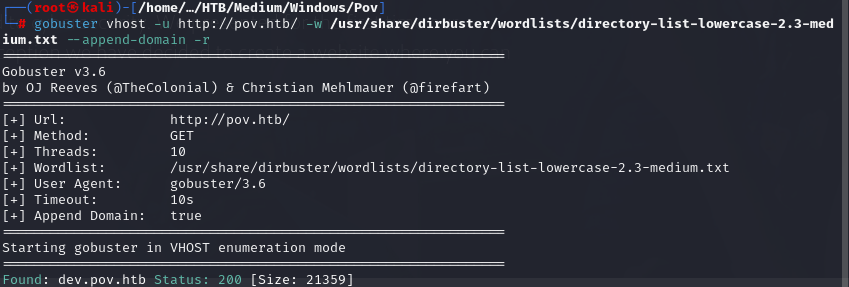 ┌──(root㉿kali)-[/home/…/HTB/Medium/Windows/Pov]
└─# gobuster vhost -u http://pov.htb/ -w /usr/share/dirbuster/wordlists/directory-list-lowercase-2.3-med
ium.txt --append-domain -r
===============================================================
Gobuster v3.6
by OJ Reeves (@TheColonial) & Christian Mehlmauer (@firefart)
===============================================================
[+] Url:             http://pov.htb/
[+] Method:          GET
[+] Threads:         10
[+] Wordlist:        /usr/share/dirbuster/wordlists/directory-list-lowercase-2.3-medium.txt
[+] User Agent:      gobuster/3.6
[+] Timeout:         10s
[+] Append Domain:   true
===============================================================
Starting gobuster in VHOST enumeration mode
===============================================================
Found: dev.pov.htb Status: 200 [Size: 21359]